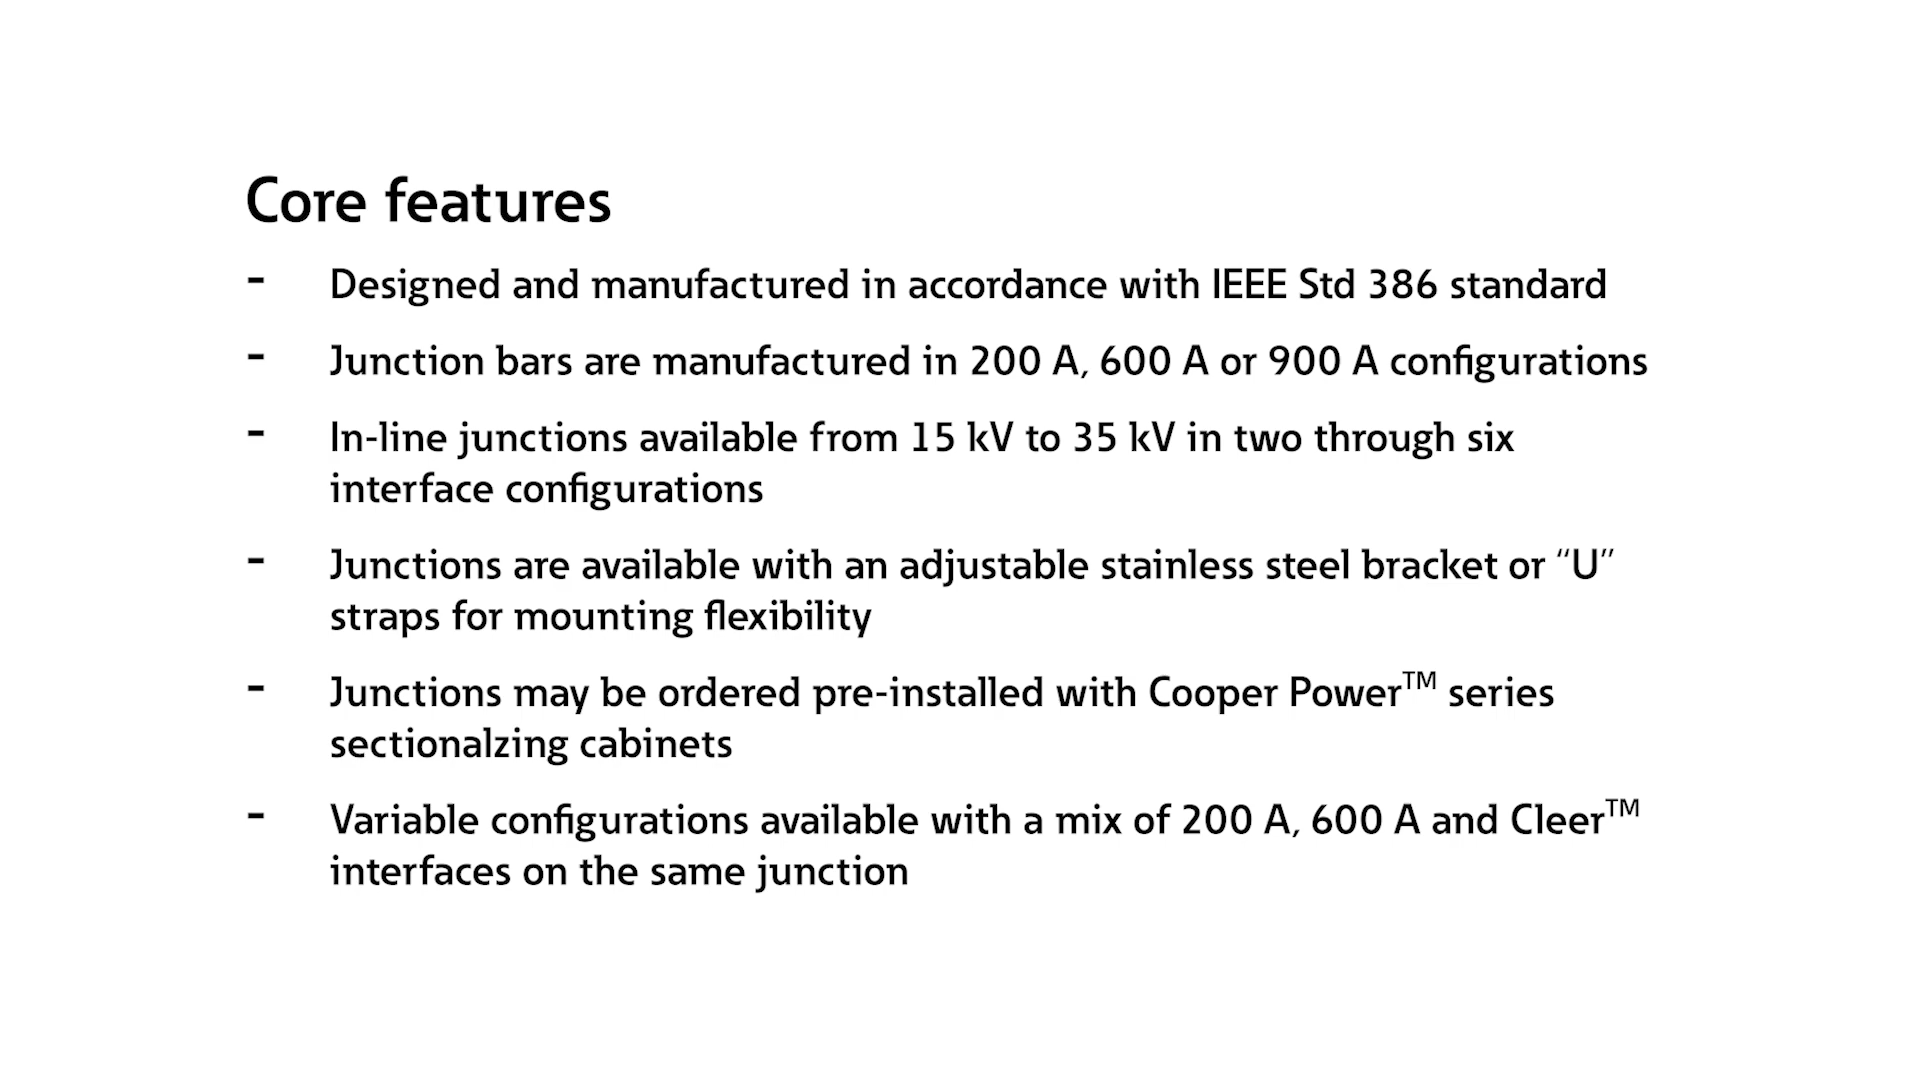 Core features
- Designed and manufactured in accordance with IEEE Std 386 standard
- Junction bars are manufactured in 200 A, 600 A or 900 A configurations
- In-line junctions available from 15 kV to 35 kV in two through six
interface configurations
- Junctions are available with an adjustable stainless steel bracket or “U”
straps for mounting flexibility
- Junctions may be ordered pre-installed with Cooper Power™ series
sectionalzing cabinets
- Variable configurations available with a mix of 200 A, 600 A and Cleer™
interfaces on the same junction